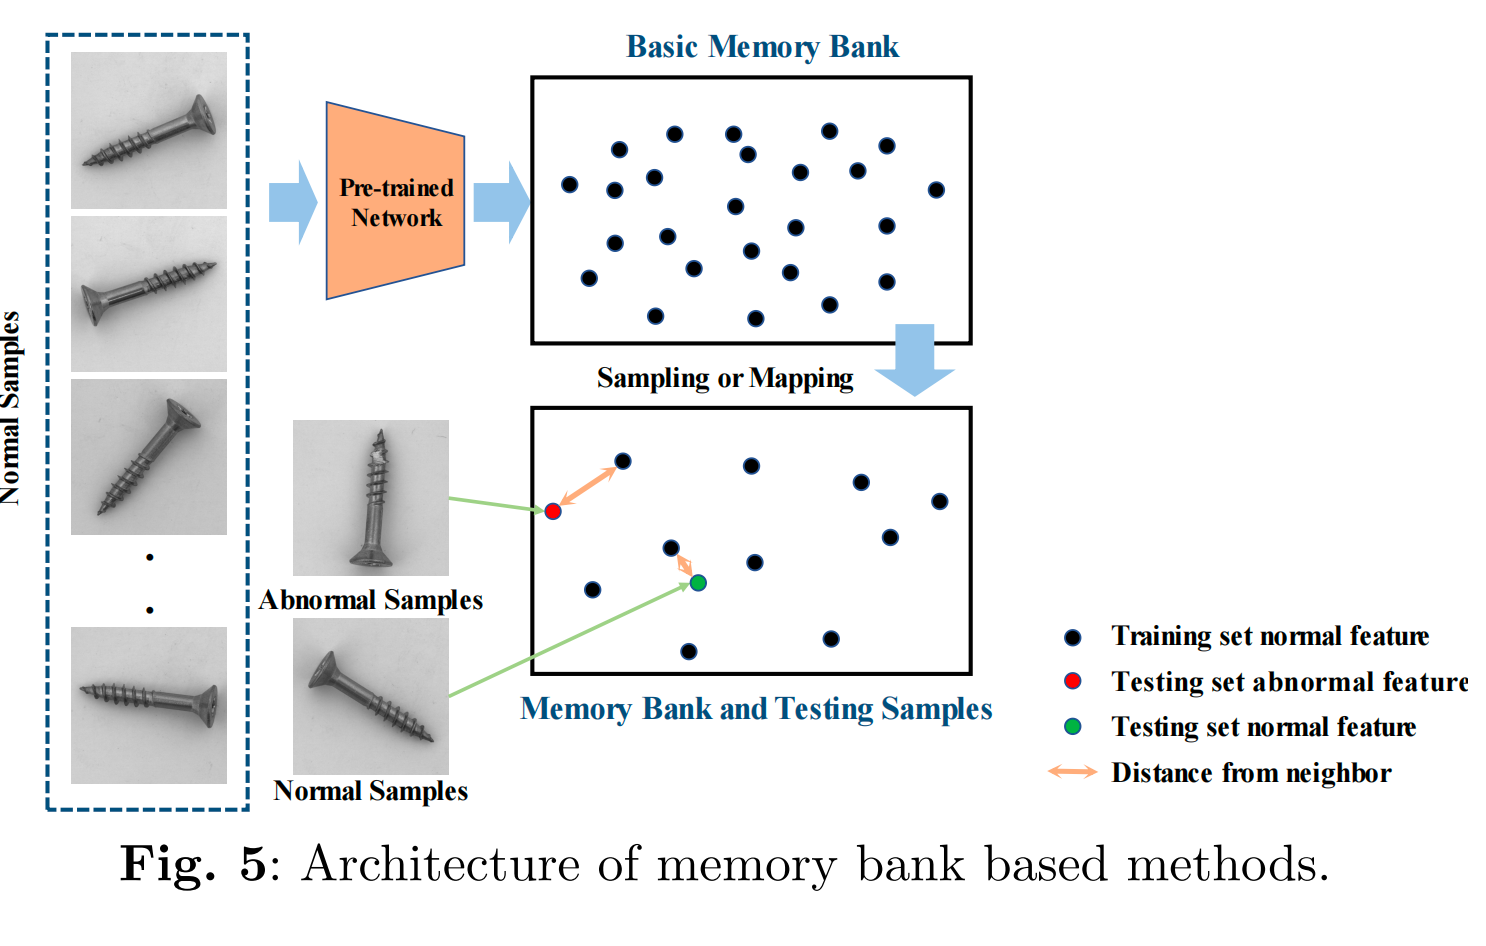 Basic Memory Bank
Normal Samples
Pre-trained
Network
Sampling or Mapping
Abnormal Samples
Normal Samples
Memory Bank and Testing Samples
Training set normal feature
Testing set abnormal feature
Testing set normal feature
Distance from neighbor
Fig. 5: Architecture of memory bank based methods.